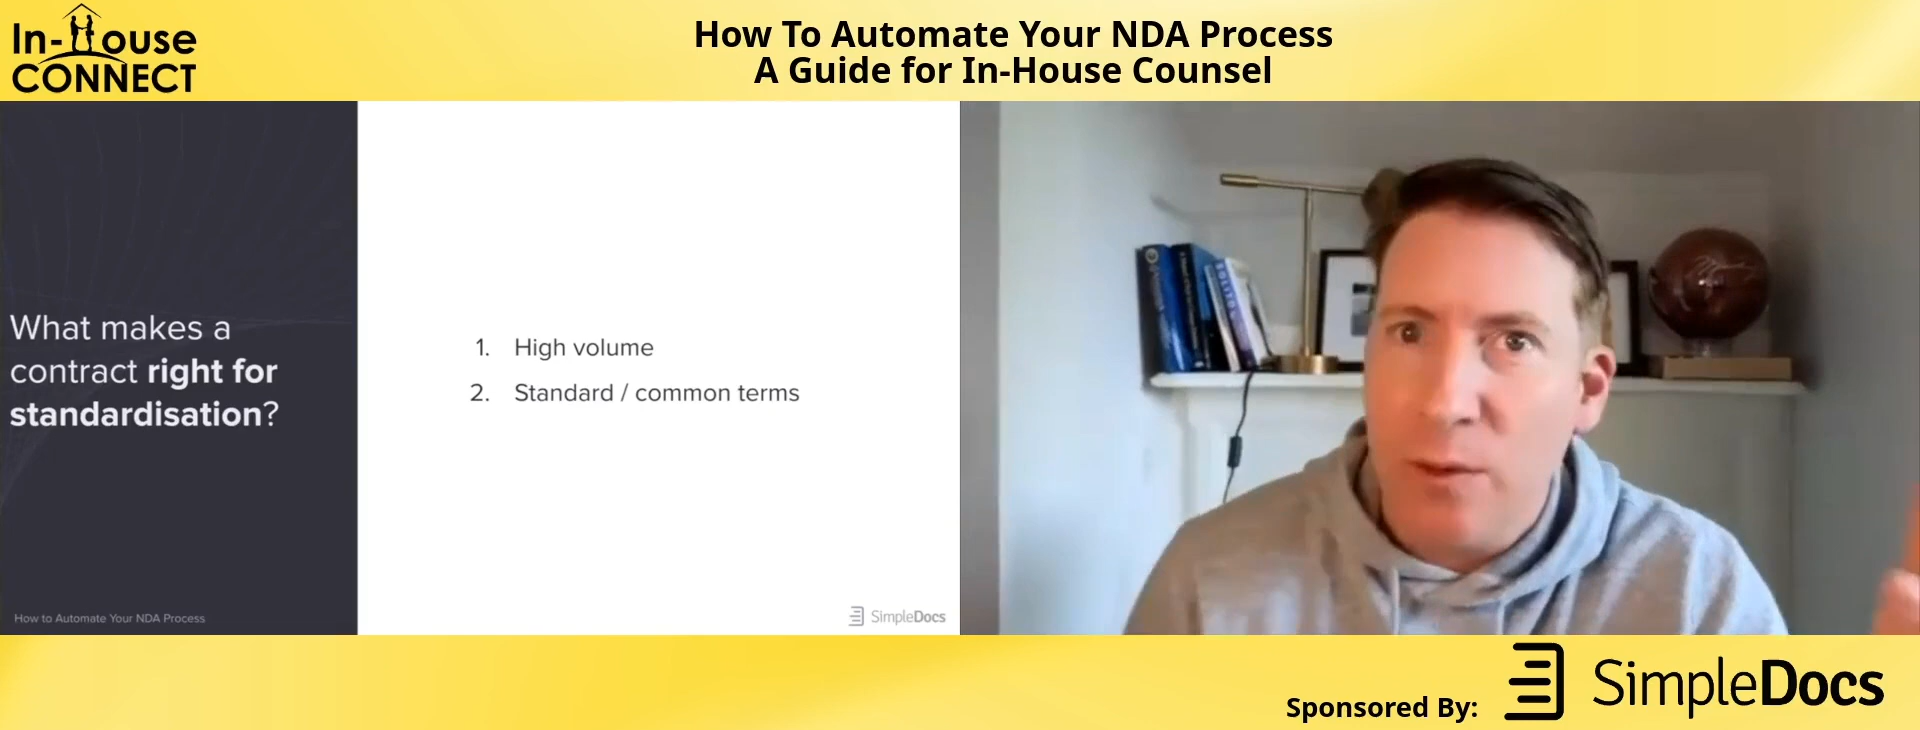 In-House
CONNECT
How To Automate Your NDA Process
A Guide for In-House Counsel
What makes a
contract right for
standardisation?
1. High volume
2. Standard / common terms
How to Automate Your NDA Process
SimpleDocs
Sponsored By:
SimpleDocs